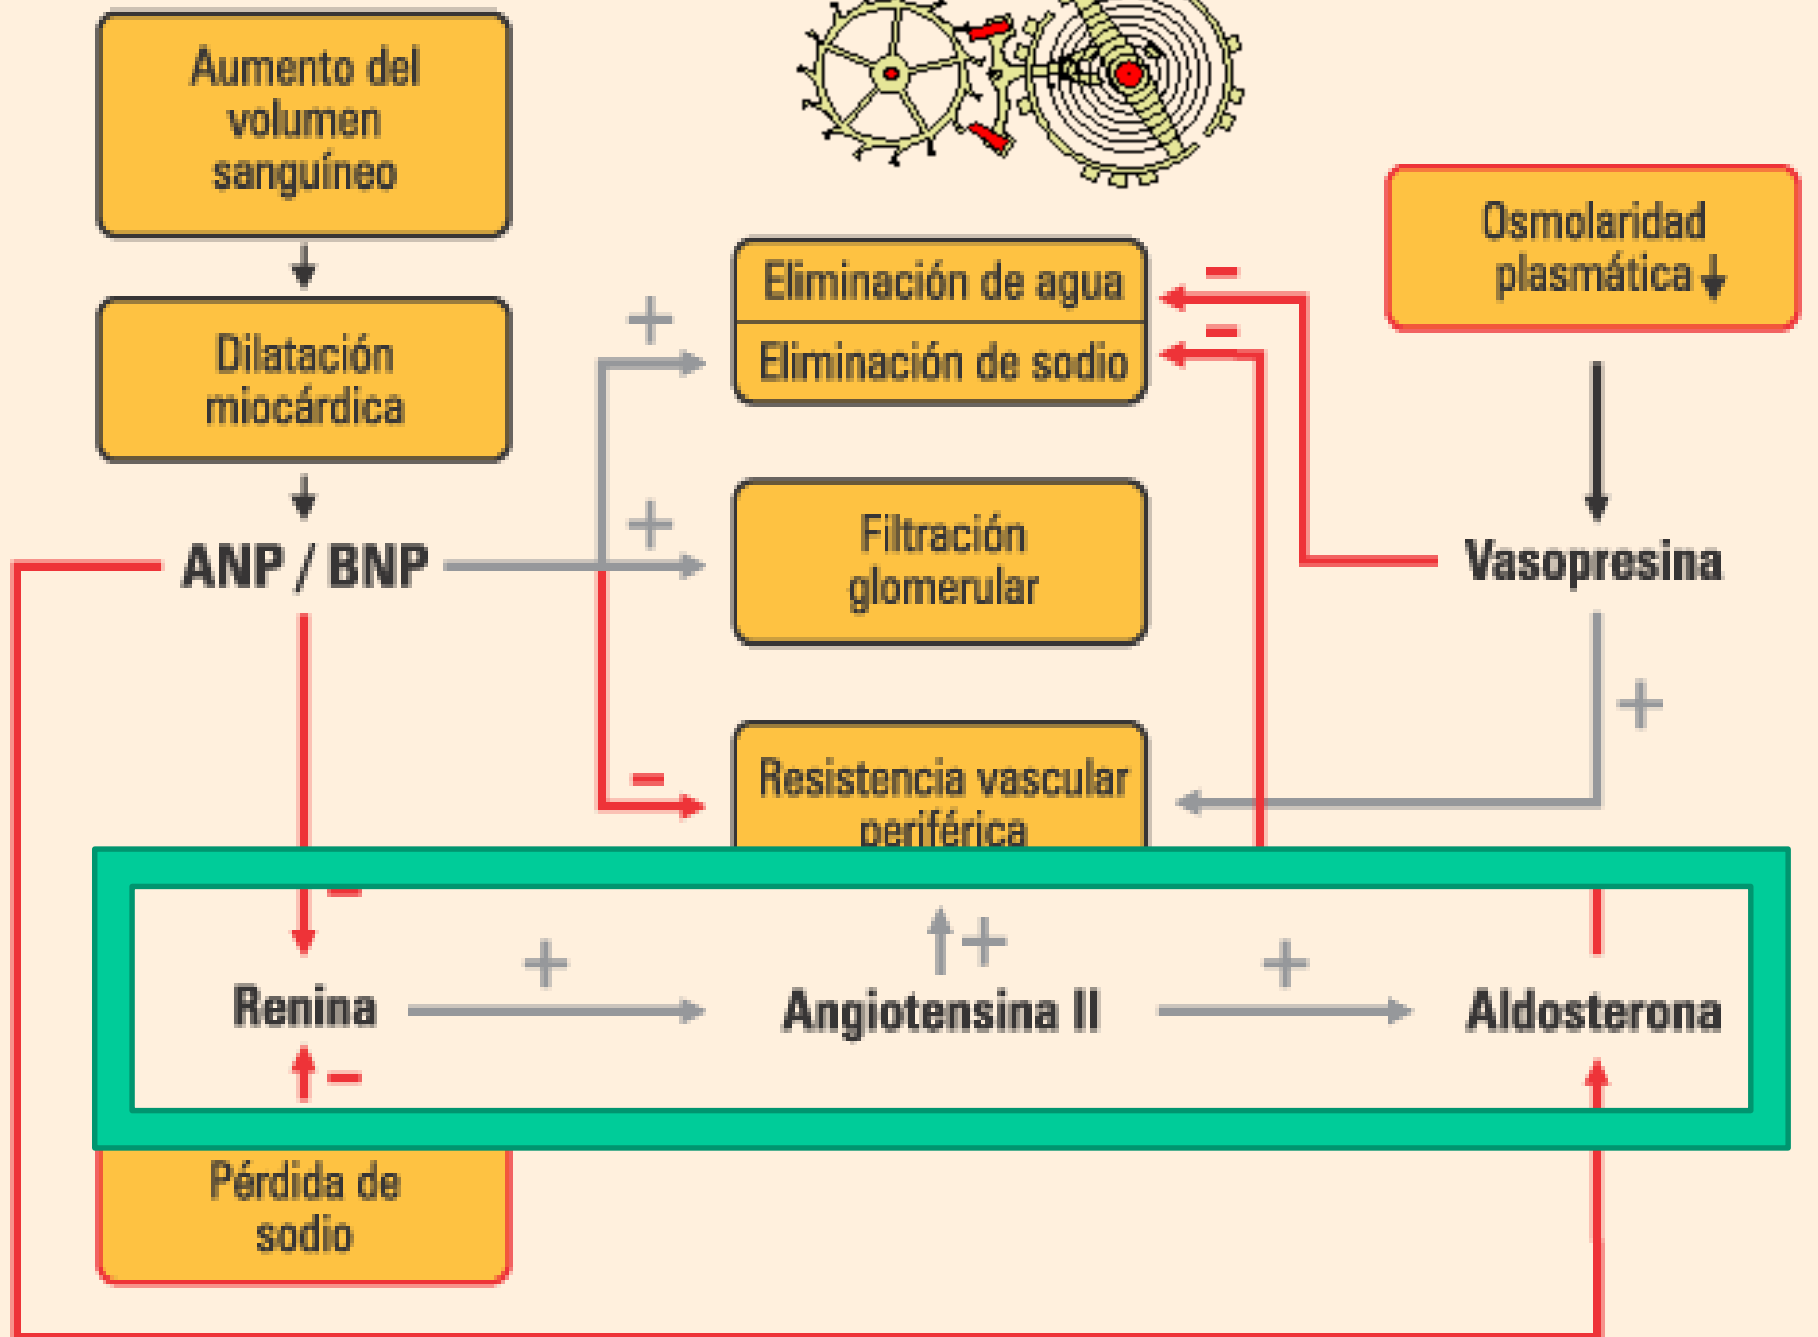 Aumento del
volumen
sanguíneo
Dilatación
miocárdica
ANP / BNP
+
+
-
Eliminación de agua
Eliminación de sodio
-
-
Filtración
glomerular
Resistencia vascular
periférica
Osmolaridad
plasmática
Vasopresina
+
-
Renina
+
+
Angiotensina II
+
Aldosterona
-
Pérdida de
sodio